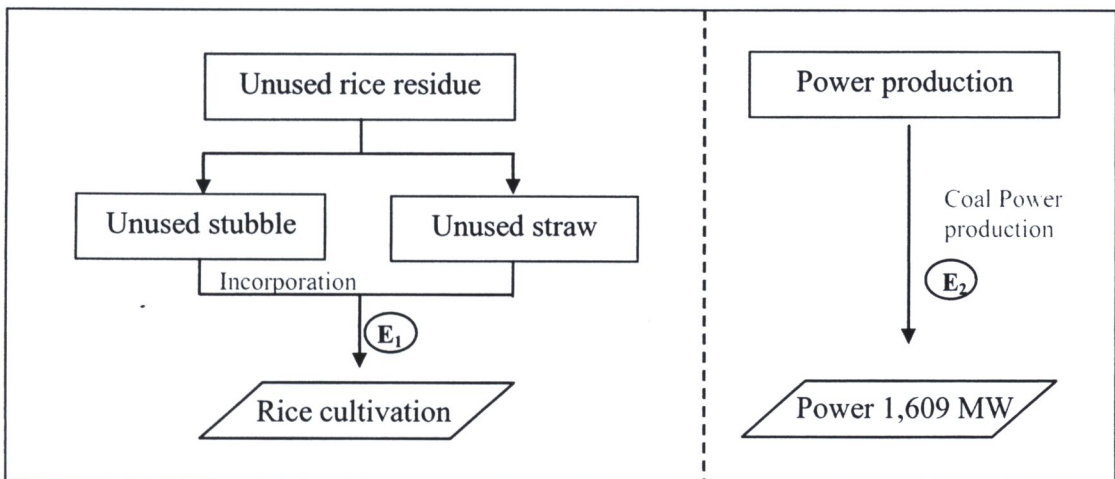 Unused rice residue
Unused stubble
Unused straw
Incorporation
E₁
Rice cultivation
Power production
Coal Power
production
E₂
Power 1,609 MW